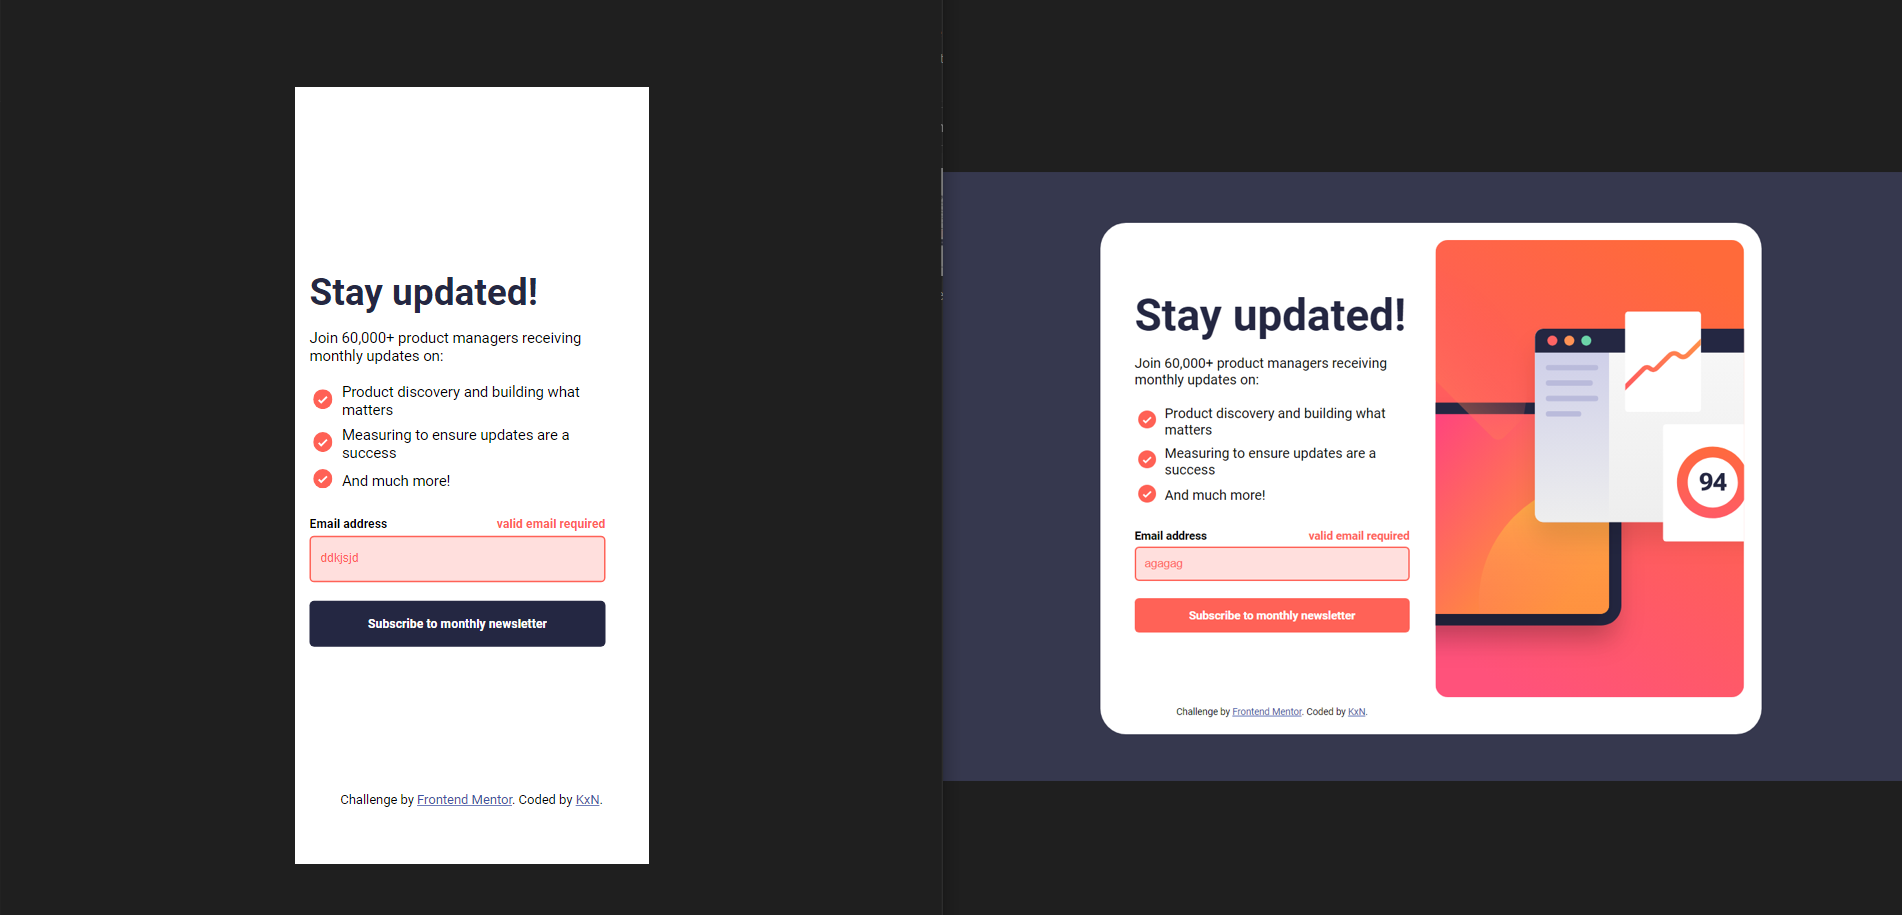 Stay updated!
Join 60,000+ product managers receiving
monthly updates on:
Product discovery and building what
matters
Measuring to ensure updates are a
success
And much more!
Email address valid email required
ddkjsjd
Subscribe to monthly newsletter
Challenge by Frontend Mentor. Coded by KxN.
Stay updated!
Join 60,000+ product managers receiving
monthly updates on:
Product discovery and building what
matters
Measuring to ensure updates are a
success
And much more!
Email address valid email required
agagag
Subscribe to monthly newsletter
Challenge by Frontend Mentor. Coded by KxN.
94